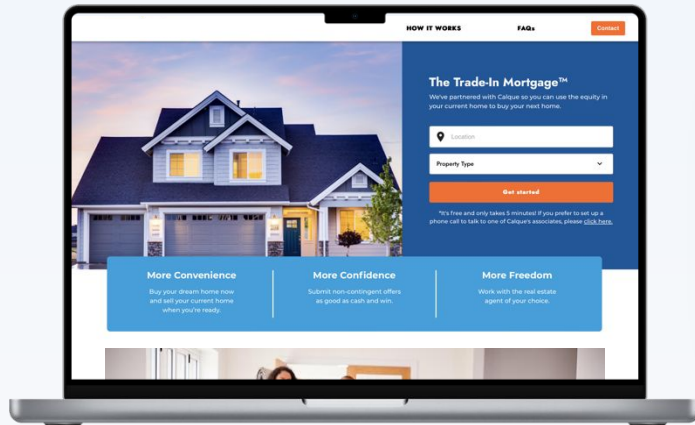 HOW IT WORKS
FAQs
Contact
The Trade-In Mortgage™
We've partnered with Calque so you can use the equity in
your current home to buy your next home.
Location
Property Type
Get started
*It's free and only takes 5 minutes! If you prefer to set up a
phone call to talk to one of Calque's associates, please click here.
More Convenience
Buy your dream home now
and sell your current home
when you're ready.
More Confidence
Submit non-contingent offers
as good as cash and win.
More Freedom
Work with the real estate
agent of your choice.